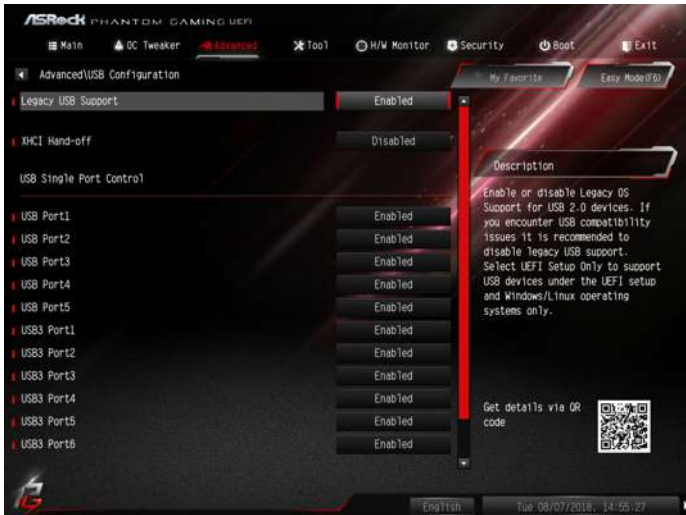 ASRock PHANTOM GAMING UEFI
Main OC Tweaker Advanced Tool H/W Monitor Security Boot Exit
Advanced\USB Configuration
My Favorite Easy Mode(F6)
Legacy USB Support Enabled
XHCI Hand-off Disabled
USB Single Port Control
USB Port1 Enabled
USB Port2 Enabled
USB Port3 Enabled
USB Port4 Enabled
USB Port5 Enabled
USB3 Port1 Enabled
USB3 Port2 Enabled
USB3 Port3 Enabled
USB3 Port4 Enabled
USB3 Port5 Enabled
USB3 Port6 Enabled
Description
Enable or disable Legacy OS
Support for USB 2.0 devices. If
you encounter USB compatibility
issues it is recommended to
disable legacy USB support.
Select UEFI Setup Only to support
USB devices under the UEFI setup
and Windows/Linux operating
systems only.
Get details via QR
code
English Tue 08/07/2018. 14:55:27